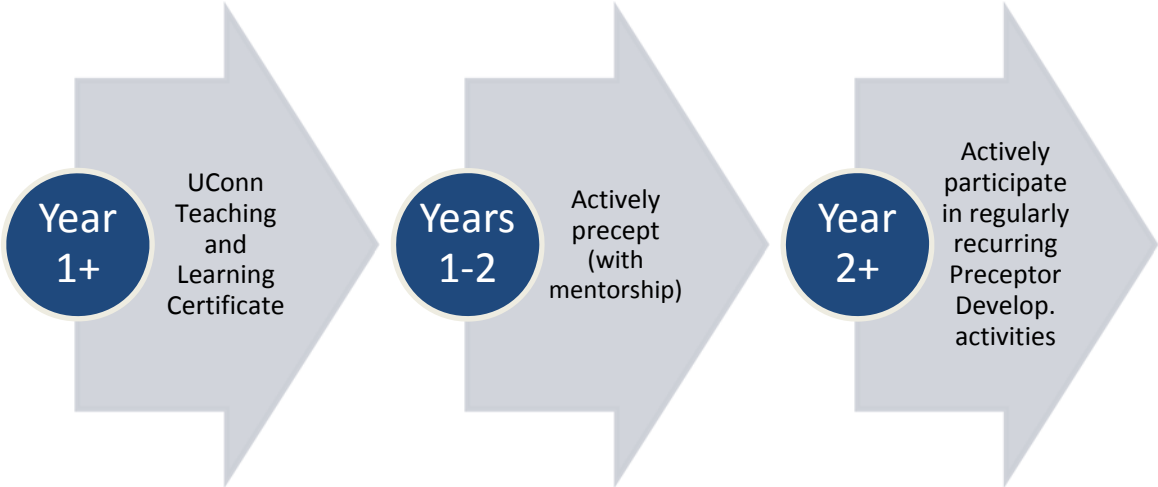 Year
1+
UConn
Teaching
and
Learning
Certificate
Years
1-2
Actively
precept
(with
mentorship)
Year
2+
Actively
participate
in regularly
recurring
Preceptor
Develop.
activities